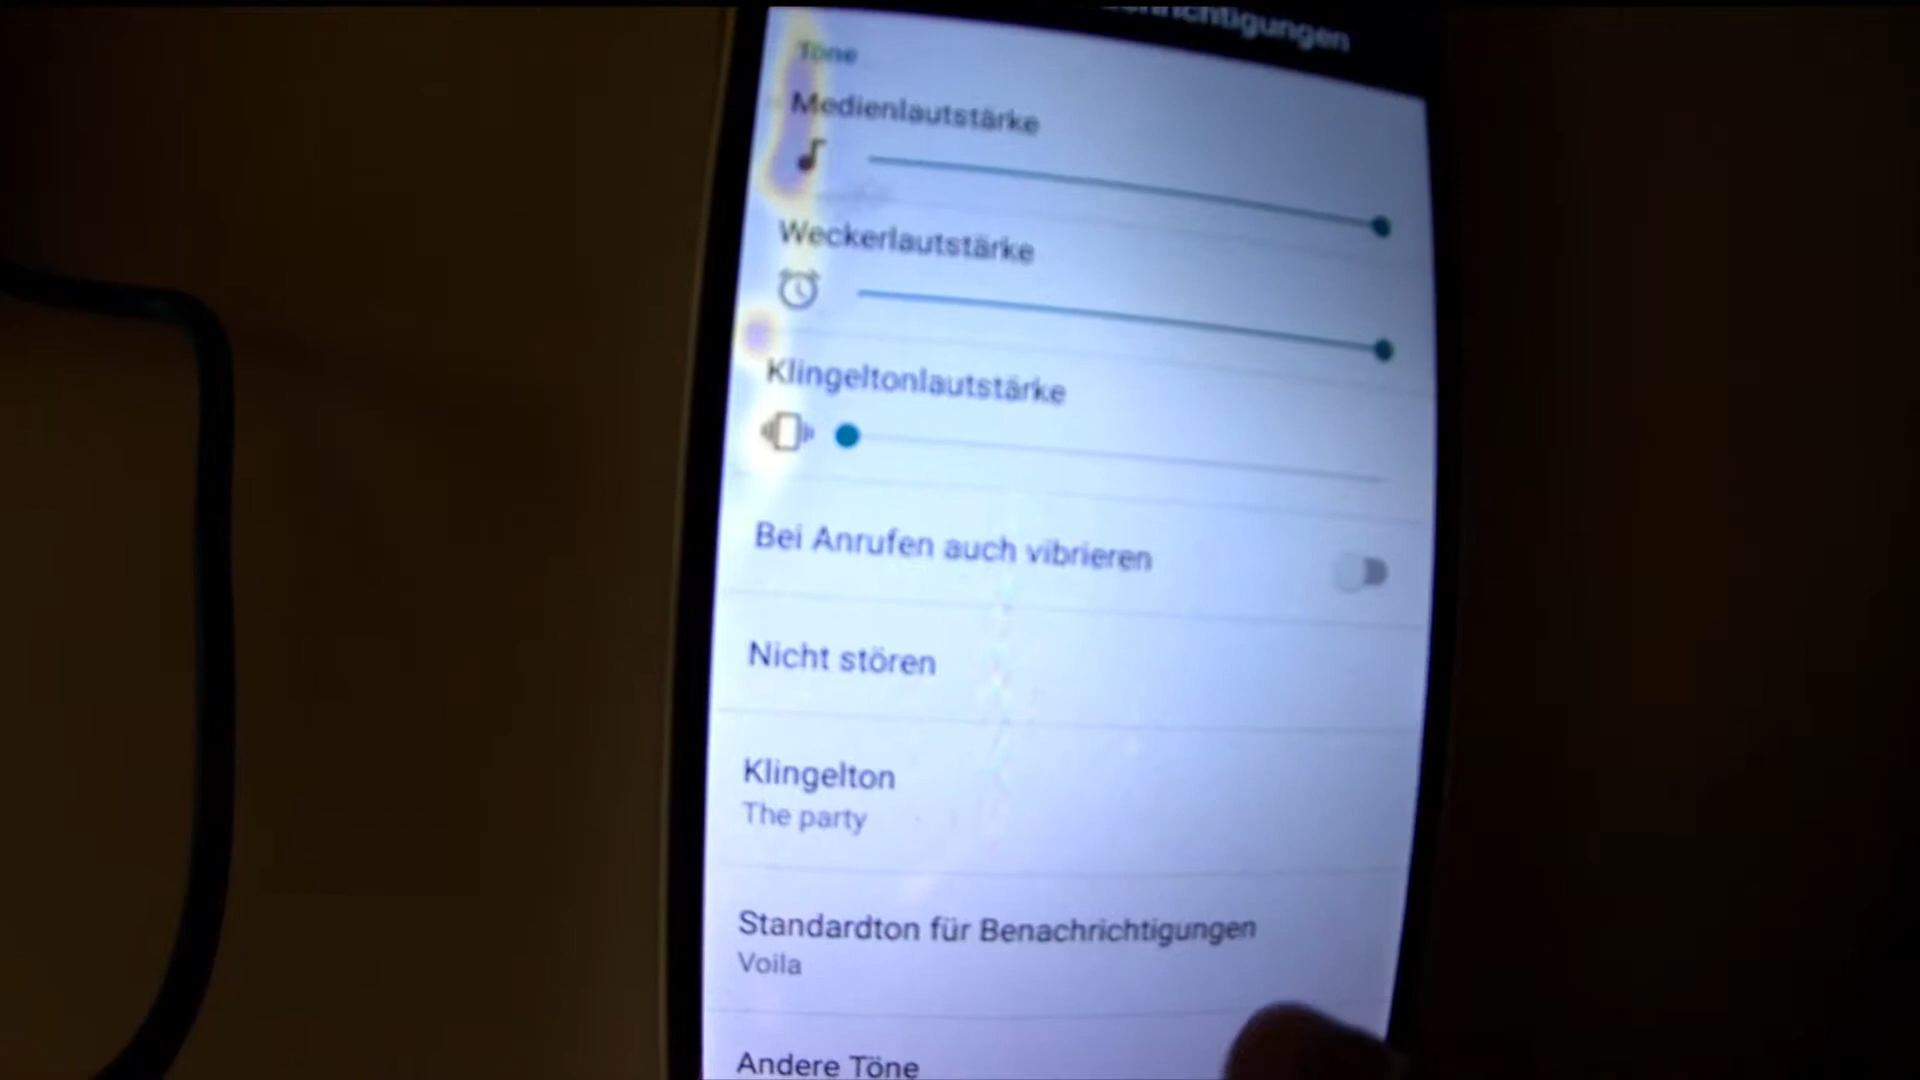 Töne
Medienlautstärke
Weckerlautstärke
Klingeltonlautstärke
Bei Anrufen auch vibrieren
Nicht stören
Klingelton
The party
Standardton für Benachrichtigungen
Voila
Andere Töne